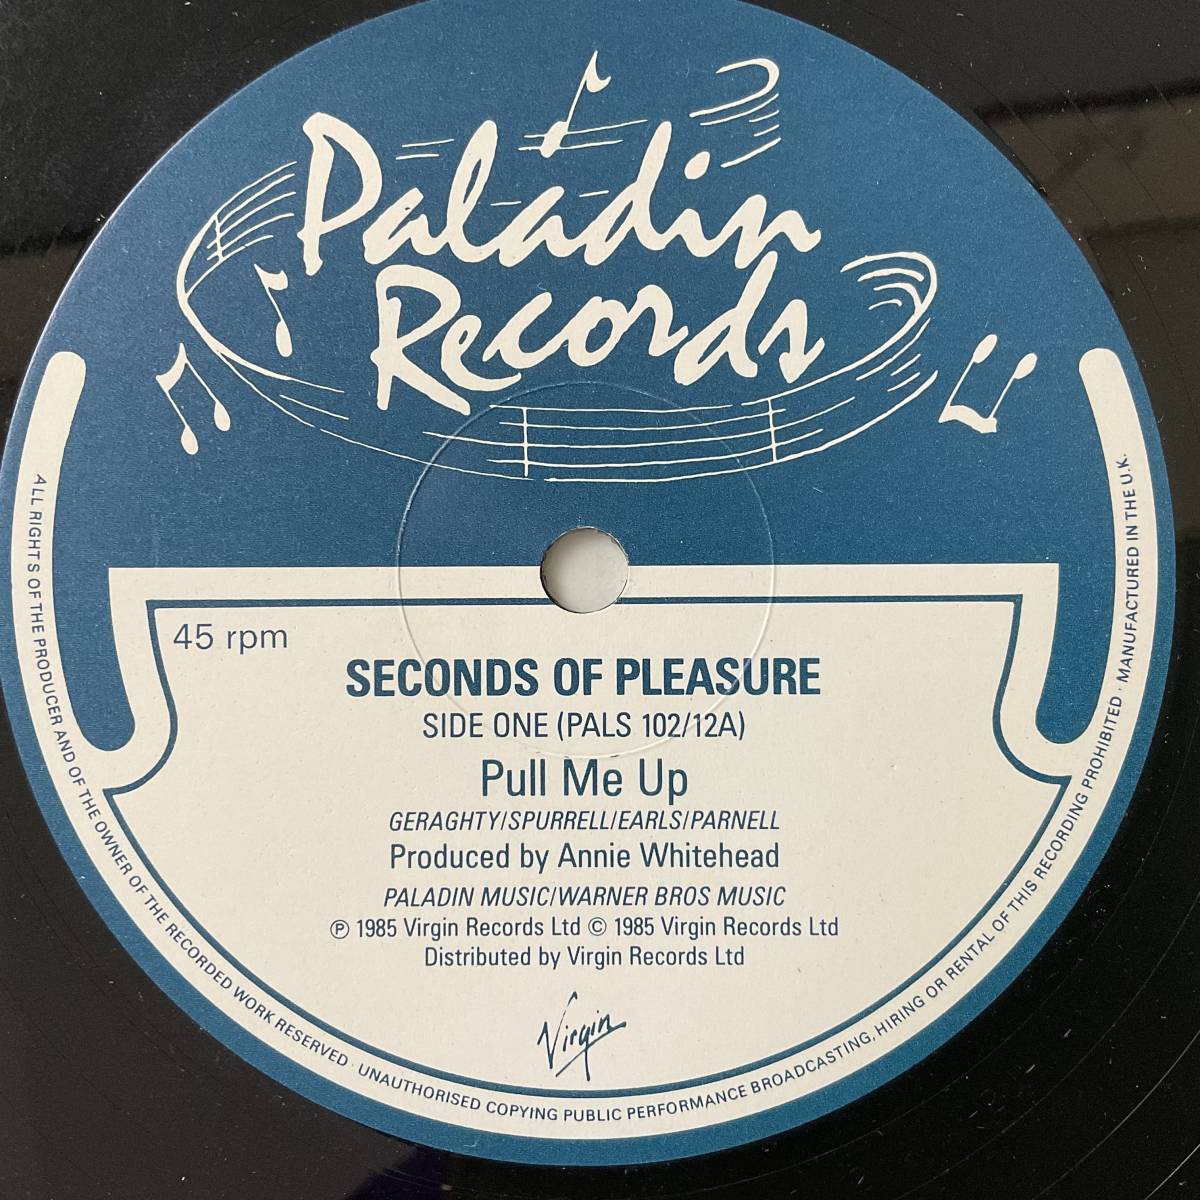 Paladin
Records
45 rpm
SECONDS OF PLEASURE
SIDE ONE (PALS 102/12A)
Pull Me Up
GERAGHTY/SPURRELL/EARLS/PARNELL
Produced by Annie Whitehead
PALADIN MUSIC/WARNER BROS MUSIC
℗ 1985 Virgin Records Ltd © 1985 Virgin Records Ltd
Distributed by Virgin Records Ltd
Virgin
ALL RIGHTS OF THE PRODUCER AND OF THE OWNER OF THE RECORDED WORK RESERVED · UNAUTHORISED COPYING PUBLIC PERFORMANCE BROADCASTING, HIRING OR RENTAL OF THIS RECORDING PROHIBITED · MANUFACTURED IN THE U.K.